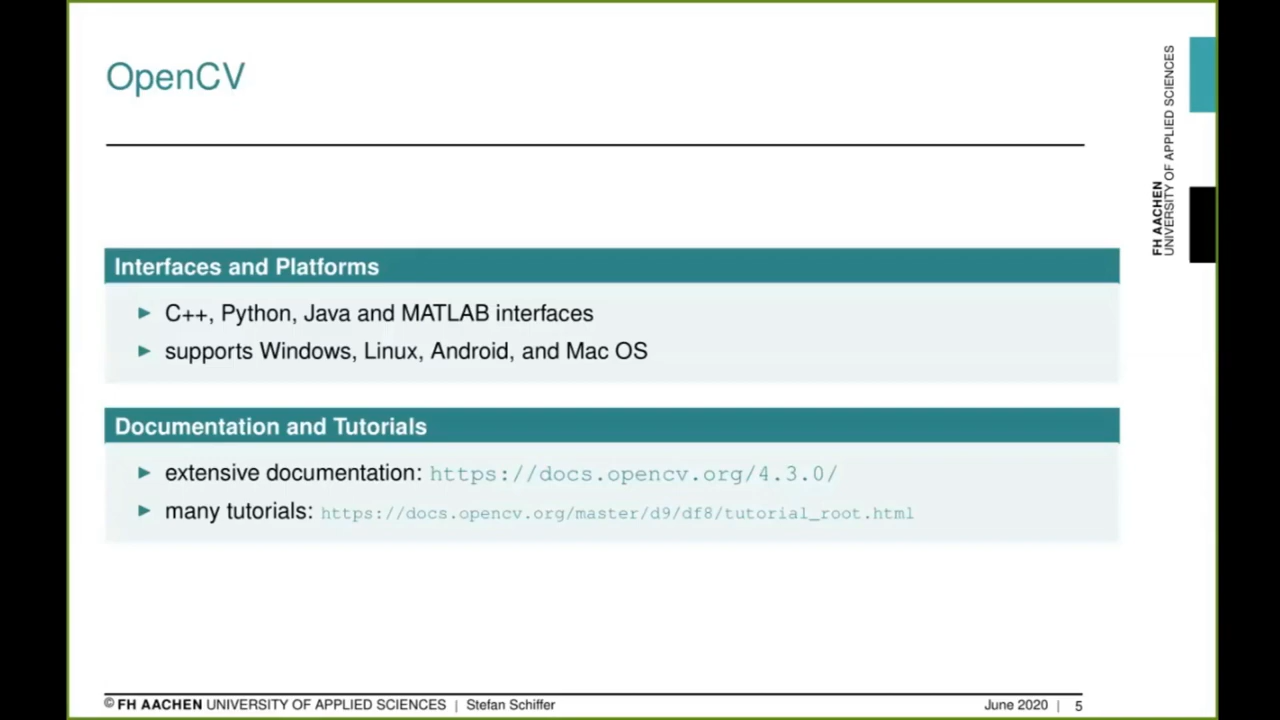 OpenCV
FH AACHEN
UNIVERSITY OF APPLIED SCIENCES
Interfaces and Platforms
► C++, Python, Java and MATLAB interfaces
► supports Windows, Linux, Android, and Mac OS
Documentation and Tutorials
► extensive documentation: https://docs.opencv.org/4.3.0/
► many tutorials: https://docs.opencv.org/master/d9/df8/tutorial_root.html
© FH AACHEN UNIVERSITY OF APPLIED SCIENCES | Stefan Schiffer
June 2020 | 5